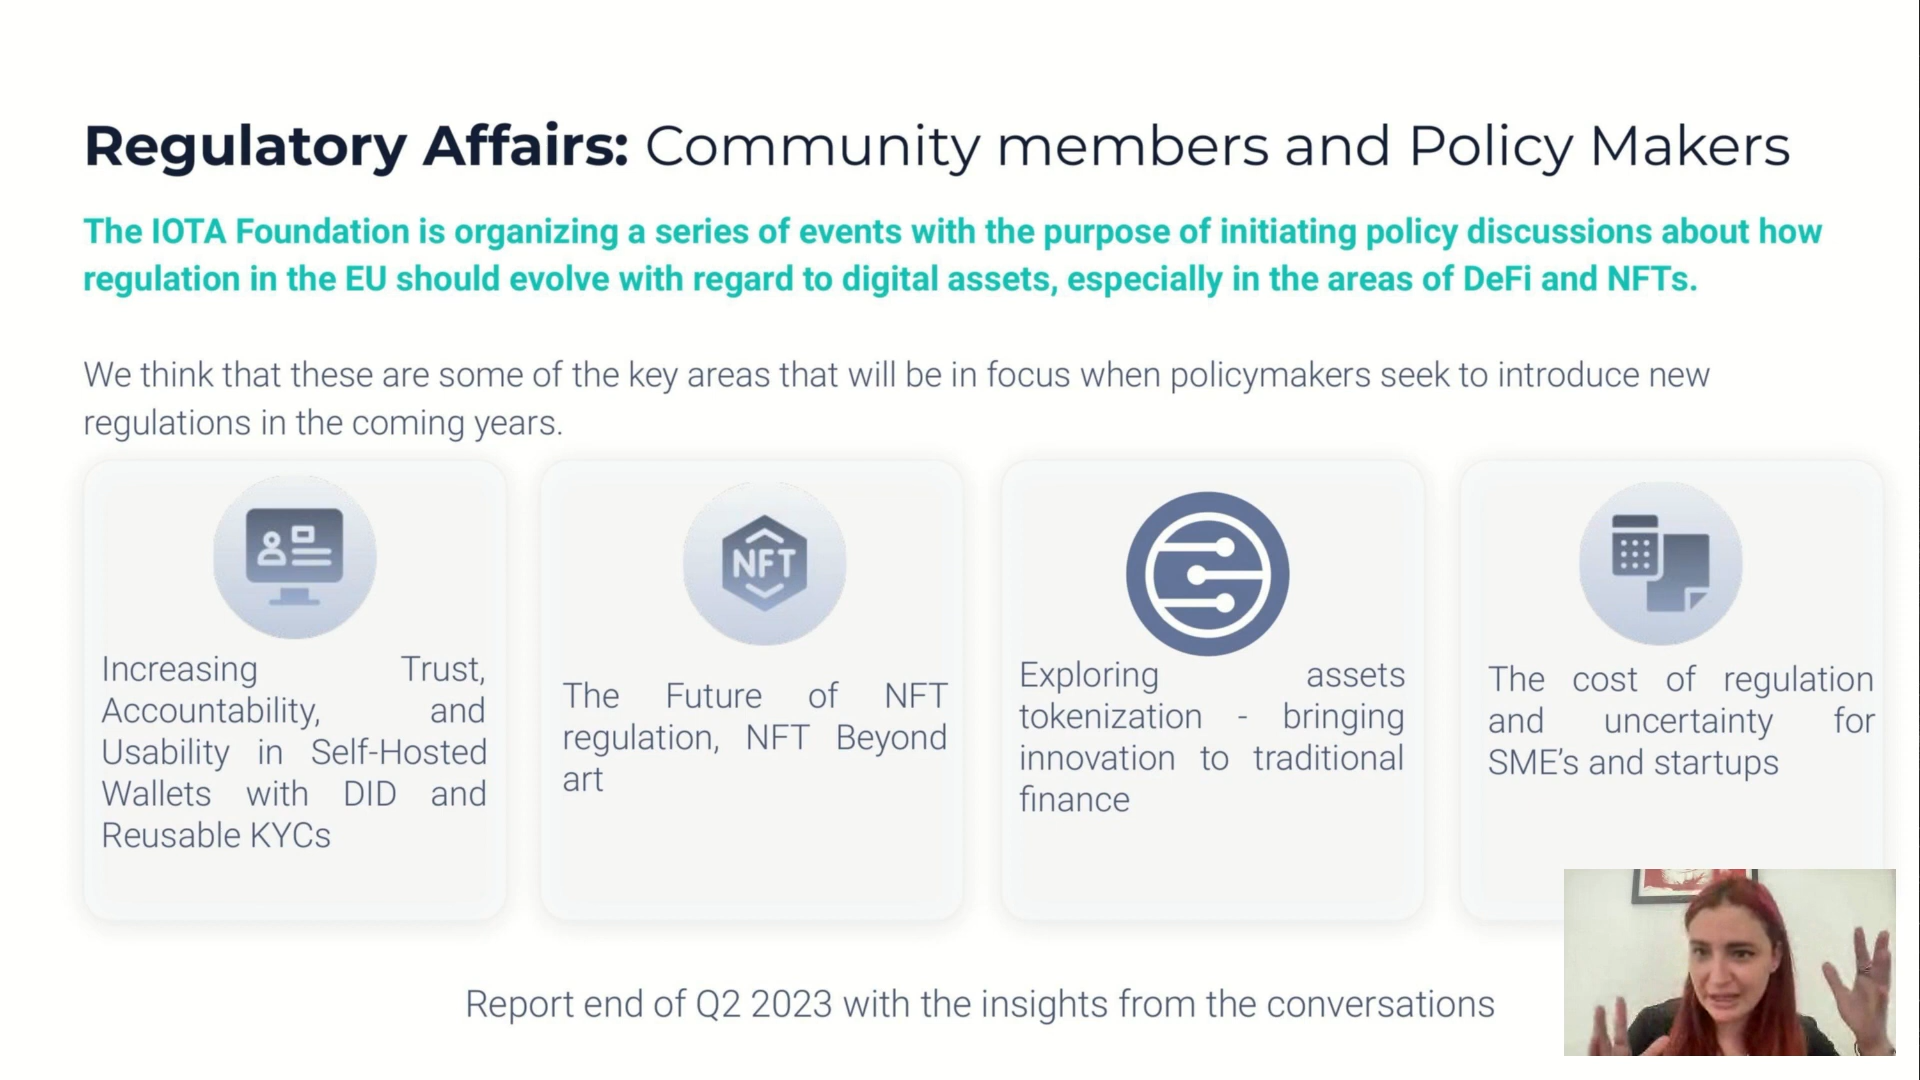 Regulatory Affairs: Community members and Policy Makers
The IOTA Foundation is organizing a series of events with the purpose of initiating policy discussions about how
regulation in the EU should evolve with regard to digital assets, especially in the areas of DeFi and NFTs.
We think that these are some of the key areas that will be in focus when policymakers seek to introduce new
regulations in the coming years.
Increasing Trust,
Accountability, and
Usability in Self-Hosted
Wallets with DID and
Reusable KYCs
NFT
The Future of NFT
regulation, NFT Beyond
art
Exploring assets
tokenization - bringing
innovation to traditional
finance
The cost of regulation
and uncertainty for
SME's and startups
Report end of Q2 2023 with the insights from the conversations